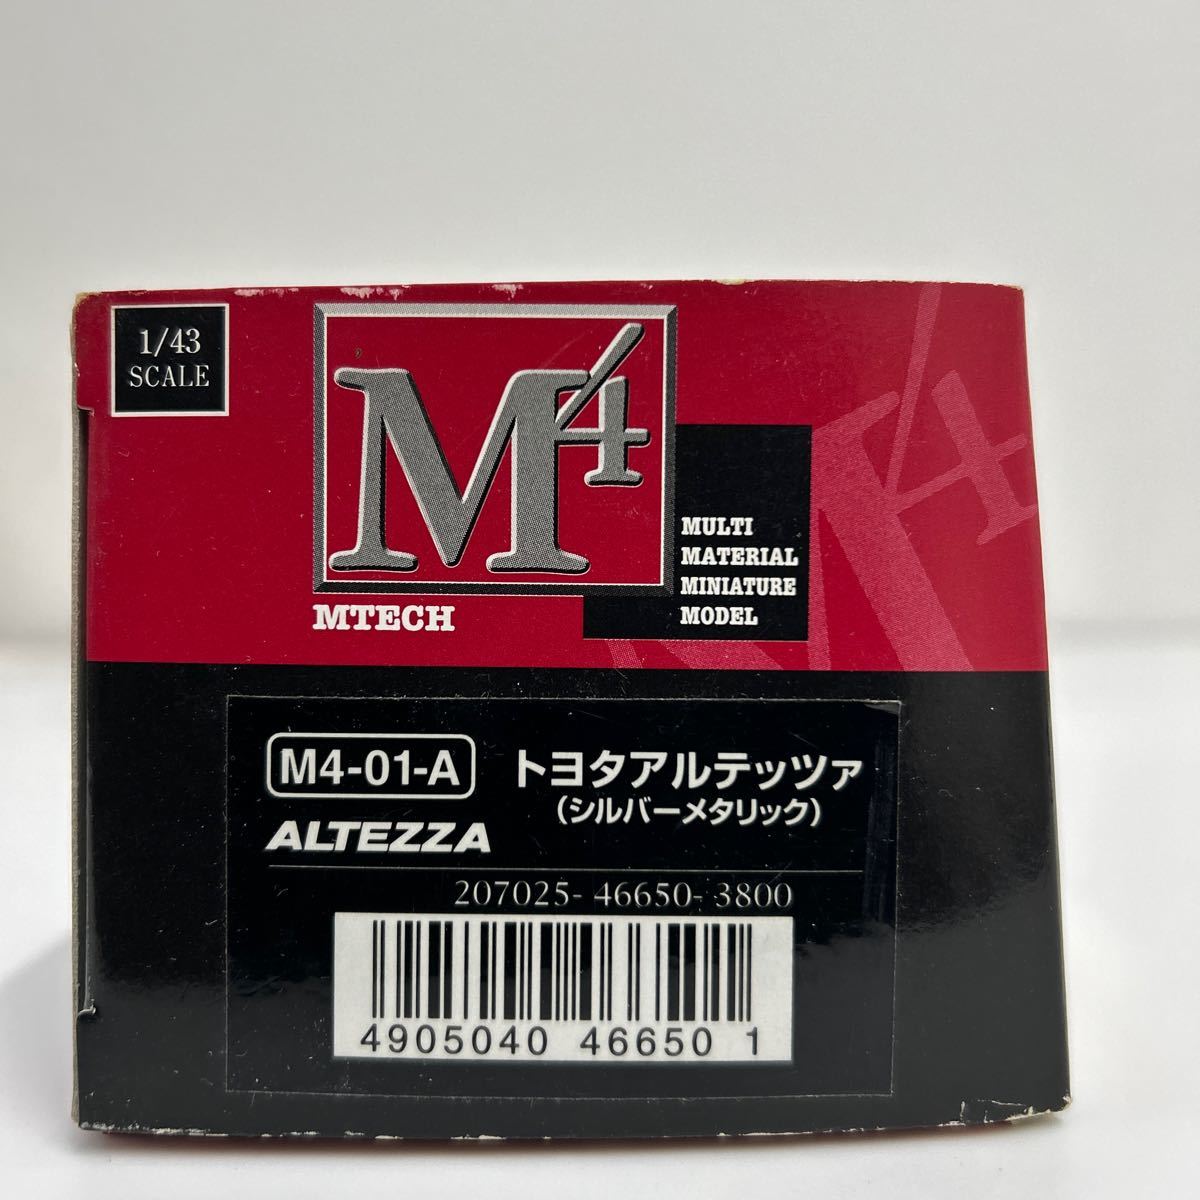 1/43
SCALE
M4
MULTI
MATERIAL
MINIATURE
MODEL
MTECH
M4-01-A
トヨタアルテッツァ
(シルバーメタリック)
ALTEZZA
207025- 46650- 3800
4905040 46650 1